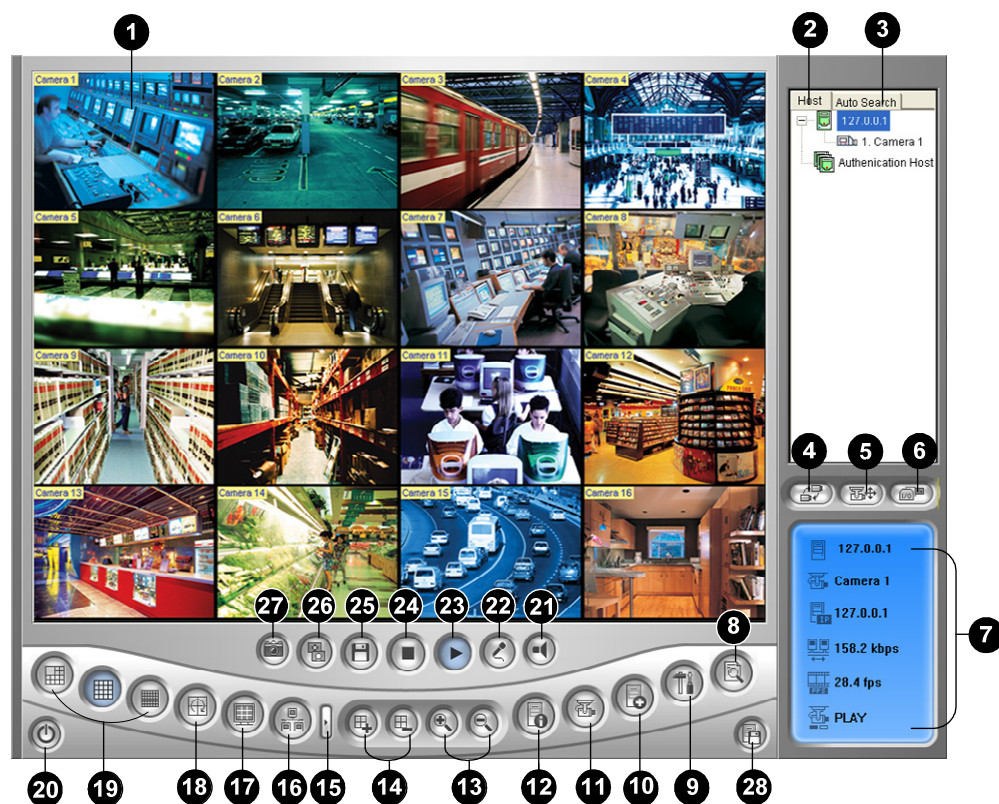 1
2
3
Camera 1
Camera 2
Camera 3
Camera 4
Host
Auto Search
127.0.0.1
1. Camera 1
Authenication Host
Camera 5
Camera 6
Camera 7
Camera 8
Camera 9
Camera 10
Camera 11
Camera 12
4
5
6
I/O
Camera 13
Camera 14
Camera 15
Camera 16
127.0.0.1
Camera 1
IP
127.0.0.1
158.2 kbps
FPS
28.4 fps
PLAY
7
27
26
25
24
23
22
21
8
20
19
18
17
16
15
14
13
12
11
10
9
28